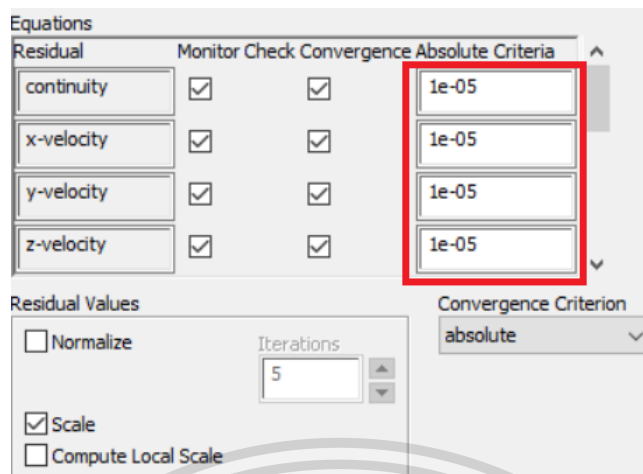 Equations
Residual Monitor Check Convergence Absolute Criteria
continuity 1e-05
x-velocity 1e-05
y-velocity 1e-05
z-velocity 1e-05
Residual Values Convergence Criterion
Normalize Iterations absolute
5
Scale
Compute Local Scale